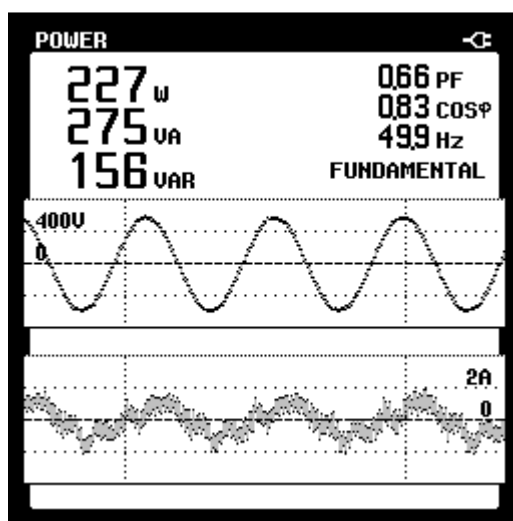 POWER
227 W
275 VA
156 VAR
0,66 PF
0,83 COSφ
49,9 Hz
FUNDAMENTAL
400V
0
2A
0